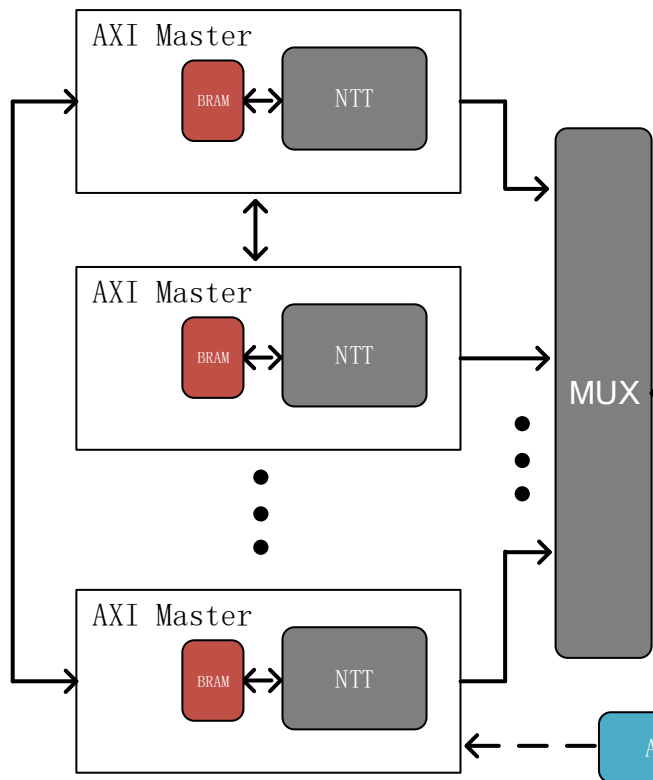 AXI Master
BRAM
NTT
AXI Master
BRAM
NTT
MUX
AXI Master
BRAM
NTT
A